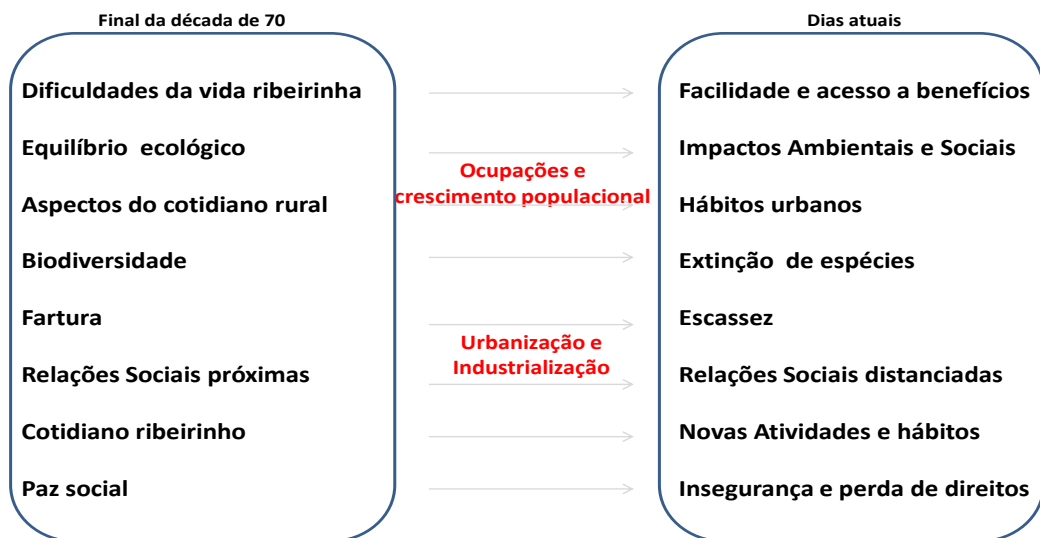 Final da década de 70
Dias atuais
Dificuldades da vida ribeirinha
Facilidade e acesso a benefícios
Equilíbrio ecológico
Impactos Ambientais e Sociais
Ocupações e
crescimento populacional
Aspectos do cotidiano rural
Hábitos urbanos
Biodiversidade
Extinção de espécies
Fartura
Escassez
Urbanização e
Industrialização
Relações Sociais próximas
Relações Sociais distanciadas
Cotidiano ribeirinho
Novas Atividades e hábitos
Paz social
Insegurança e perda de direitos